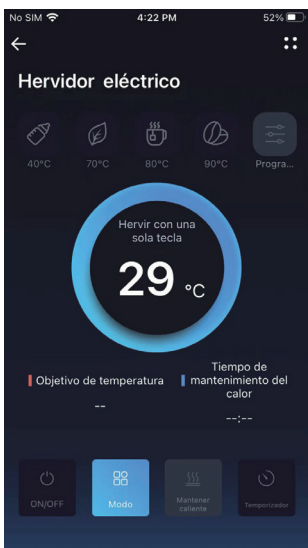 No SIM 4:22 PM 52%
Hervidor eléctrico
40°C 70°C 80°C 90°C Progra...
Hervir con una
sola tecla
29 °C
Objetivo de temperatura
--
Tiempo de
mantenimiento del
calor
--:--
ON/OFF
Modo
Mantener
caliente
Temporizador